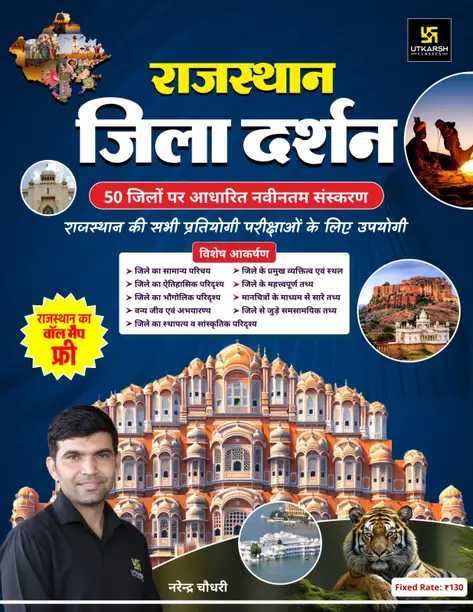 UTKARSH
CLASSES
राजस्थान
जिला दर्शन
50 जिलों पर आधारित नवीनतम संस्करण
राजस्थान की सभी प्रतियोगी परीक्षाओं के लिए उपयोगी
विशेष आकर्षण
जिले का सामान्य परिचय
जिले का ऐतिहासिक परिदृश्य
जिले का भौगोलिक परिदृश्य
वन्य जीव एवं अभयारण्य
जिले का स्थापत्य व सांस्कृतिक परिदृश्य
जिले के प्रमुख व्यक्तित्व एवं स्थल
जिले के महत्त्वपूर्ण तथ्य
मानचित्रों के माध्यम से सारे तथ्य
जिले से जुड़े समसामयिक तथ्य
राजस्थान का
वॉल मैप
फ्री
नरेन्द्र चौधरी
Fixed Rate: ₹130